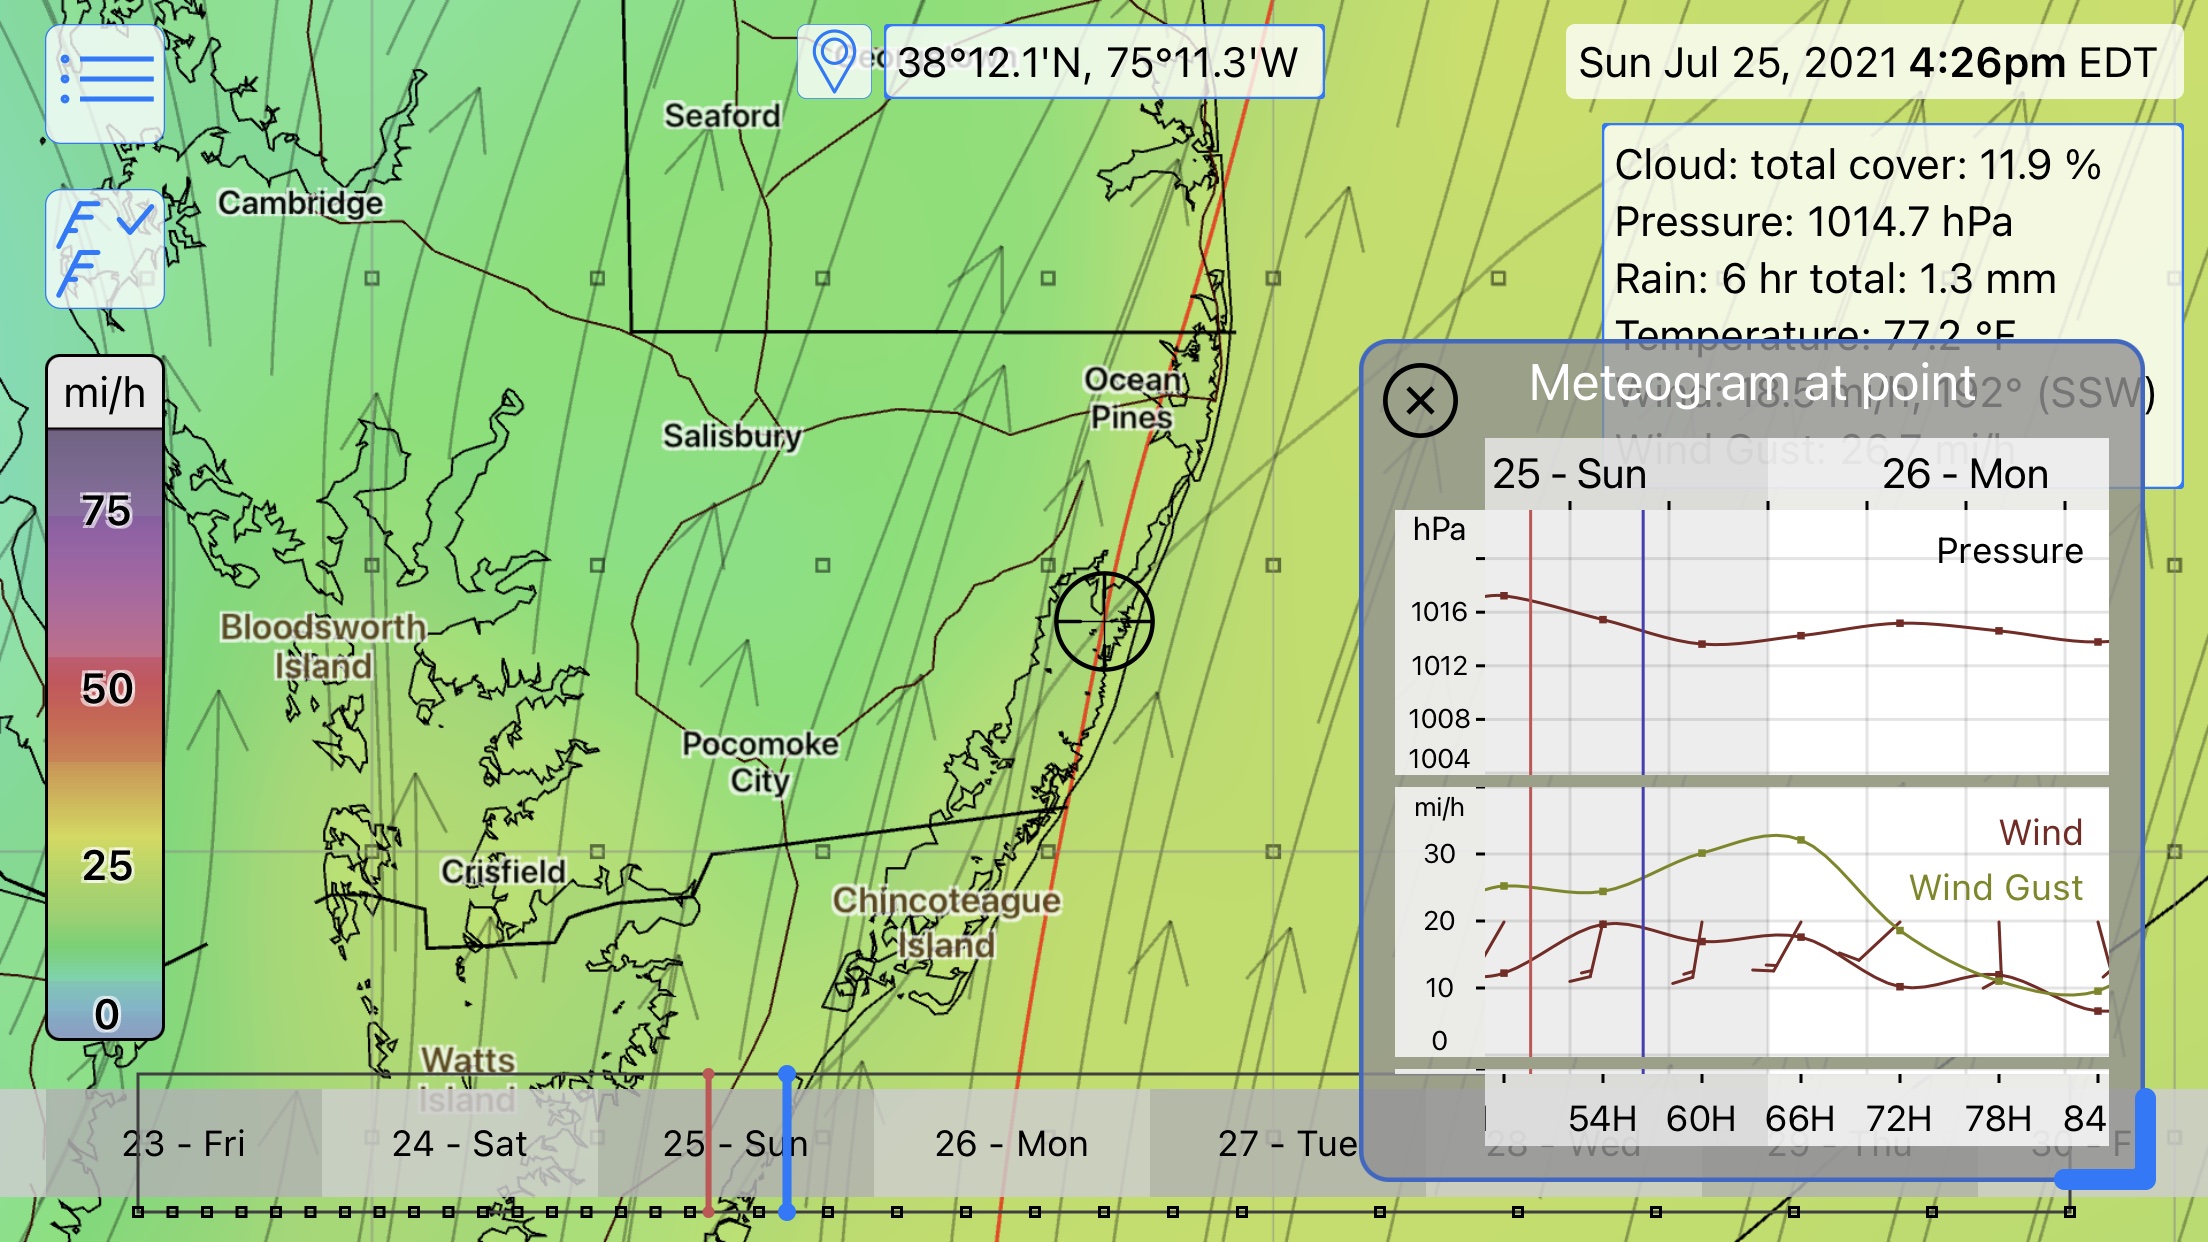 38°12.1'N, 75°11.3'W
Sun Jul 25, 2021 4:26pm EDT
Seaford
Cambridge
Cloud: total cover: 11.9 %
Pressure: 1014.7 hPa
Rain: 6 hr total: 1.3 mm
Temperature: 77.2 °F
Wind: 18.5 mi/h, 192° (SSW)
Wind Gust: 26.7 mi/h
mi/h
75
50
25
0
Ocean
Pines
Salisbury
Bloodsworth
Island
Pocomoke
City
Crisfield
Chincoteague
Island
Watts
Island
Meteogram at point
25 - Sun
26 - Mon
hPa
Pressure
1016
1012
1008
1004
mi/h
Wind
Wind Gust
30
20
10
0
54H 60H 66H 72H 78H 84
23 - Fri
24 - Sat
25 - Sun
26 - Mon
27 - Tue
28 - Wed
29 - Thu
30 - F